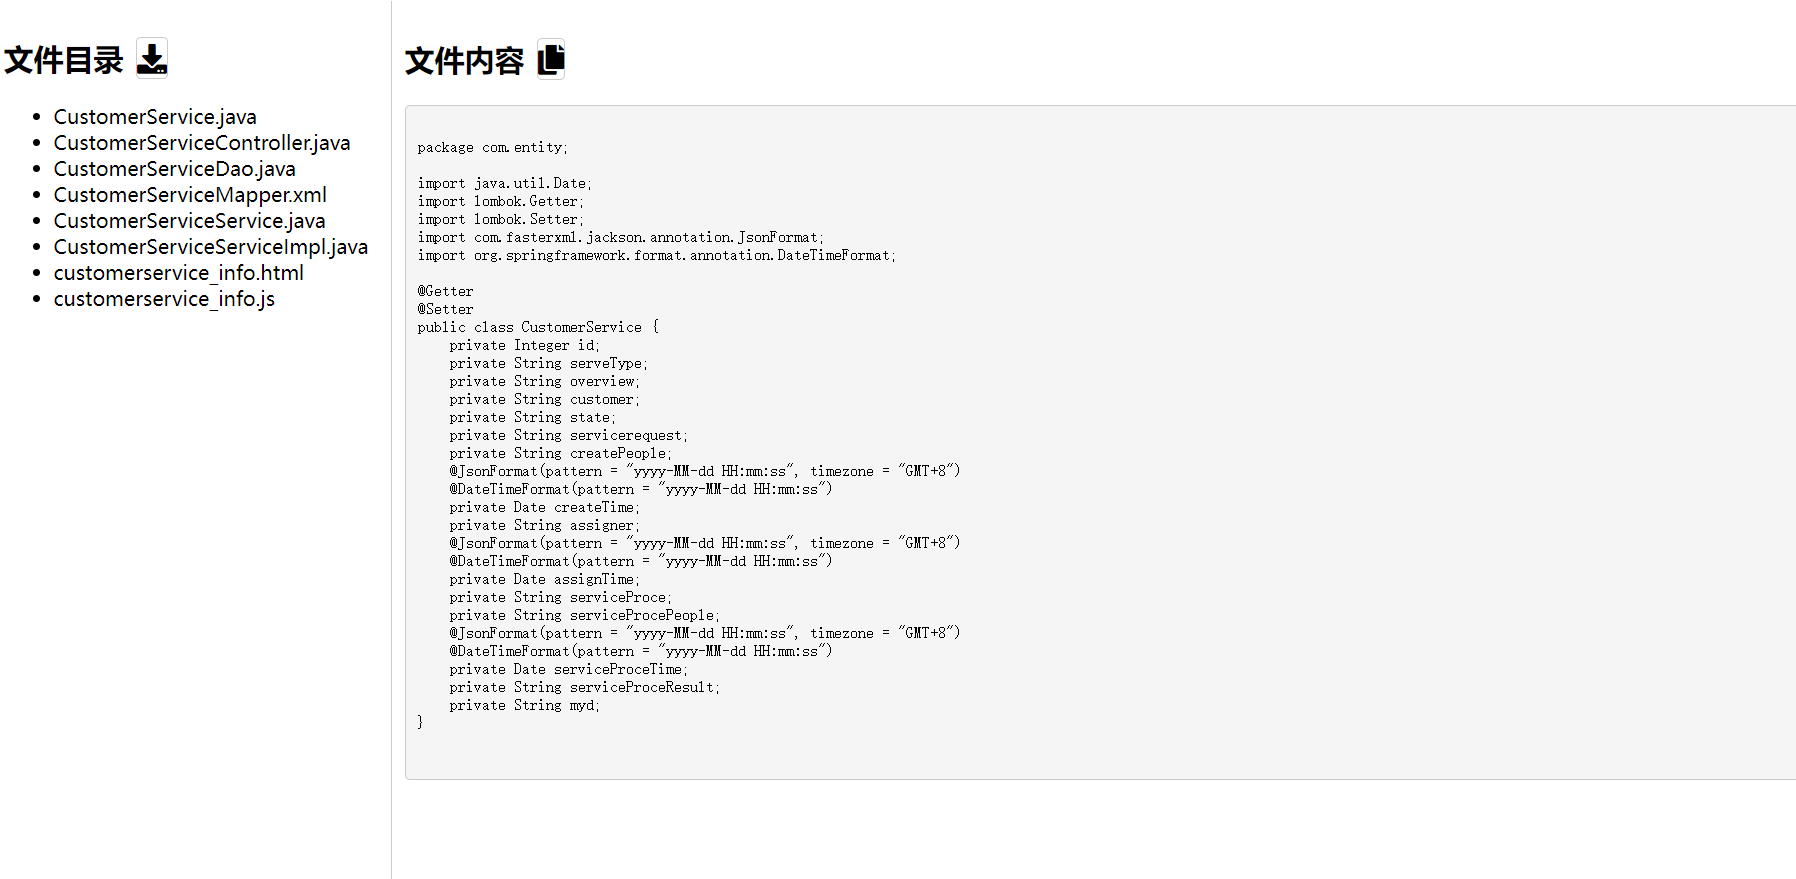 文件目录
CustomerService.java
CustomerServiceController.java
CustomerServiceDao.java
CustomerServiceMapper.xml
CustomerServiceService.java
CustomerServiceServiceImpl.java
customerservice_info.html
customerservice_info.js
文件内容
package com.entity;
import java.util.Date;
import lombok.Getter;
import lombok.Setter;
import com.fasterxml.jackson.annotation.JsonFormat;
import org.springframework.format.annotation.DateTimeFormat;
@Getter
@Setter
public class CustomerService {
    private Integer id;
    private String serveType;
    private String overview;
    private String customer;
    private String state;
    private String servicerequest;
    private String createPeople;
    @JsonFormat(pattern = "yyyy-MM-dd HH:mm:ss", timezone = "GMT+8")
    @DateTimeFormat(pattern = "yyyy-MM-dd HH:mm:ss")
    private Date createTime;
    private String assigner;
    @JsonFormat(pattern = "yyyy-MM-dd HH:mm:ss", timezone = "GMT+8")
    @DateTimeFormat(pattern = "yyyy-MM-dd HH:mm:ss")
    private Date assignTime;
    private String serviceProce;
    private String serviceProcePeople;
    @JsonFormat(pattern = "yyyy-MM-dd HH:mm:ss", timezone = "GMT+8")
    @DateTimeFormat(pattern = "yyyy-MM-dd HH:mm:ss")
    private Date serviceProceTime;
    private String serviceProceResult;
    private String myd;
}